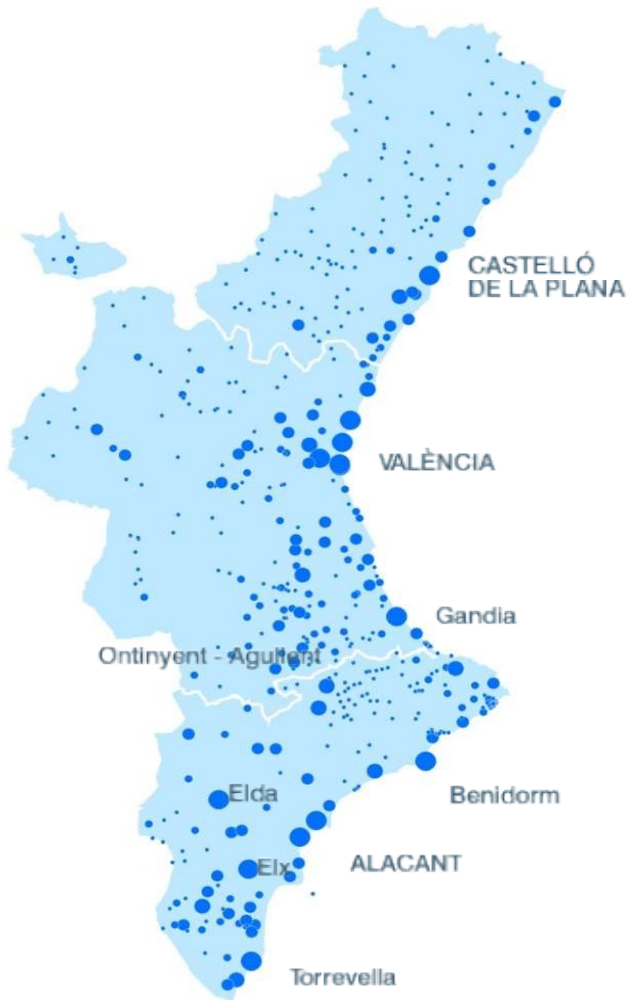 CASTELLÓ
DE LA PLANA
VALÈNCIA
Gandia
Ontinyent - Agullent
Elda
Benidorm
Elx
ALACANT
Torrevella